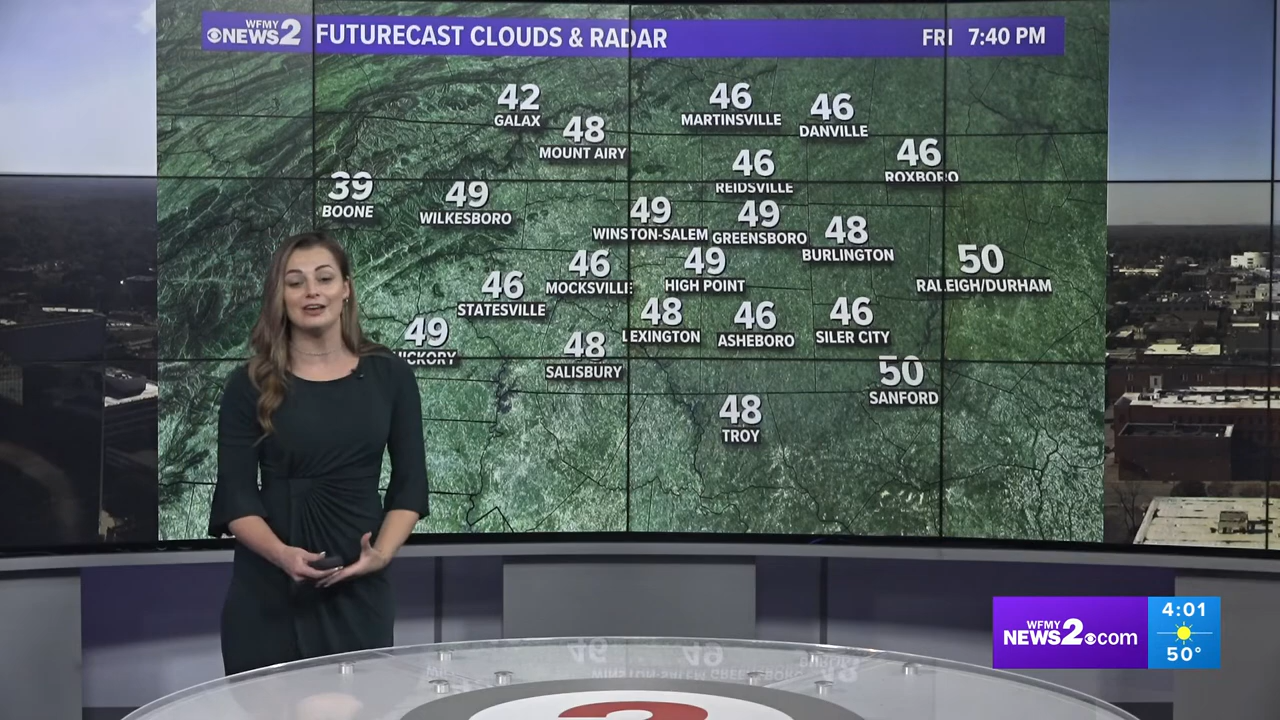 WFMY
NEWS 2
FUTURECAST CLOUDS & RADAR
FRI 7:40 PM
42
GALAX
48
MOUNT AIRY
46
MARTINSVILLE
46
DANVILLE
46
REIDSVILLE
46
ROXBORO
39
BOONE
49
WILKESBORO
49
WINSTON-SALEM
49
GREENSBORO
48
BURLINGTON
50
RALEIGH/DURHAM
46
STATESVILLE
46
MOCKSVILLE
49
HIGH POINT
49
HICKORY
48
SALISBURY
48
LEXINGTON
46
ASHEBORO
46
SILER CITY
50
SANFORD
48
TROY
WFMY
NEWS 2 .com
4:01
50°
2